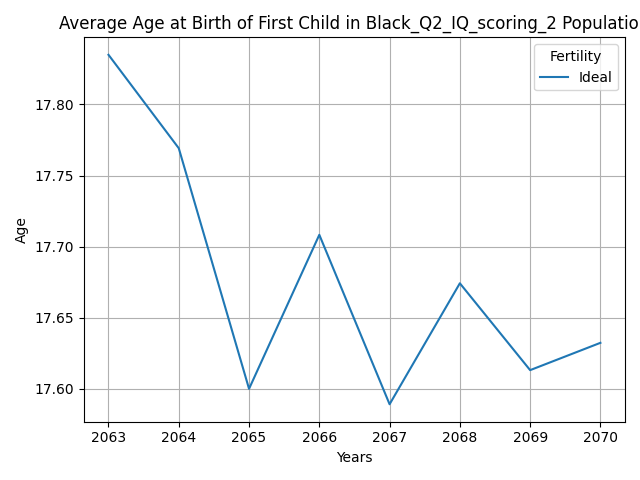 Average Age at Birth of First Child in Black_Q2_IQ_scoring_2 Populatio
Fertility
Ideal
17.80
17.75
17.70
17.65
17.60
Age
2063 2064 2065 2066 2067 2068 2069 2070
Years